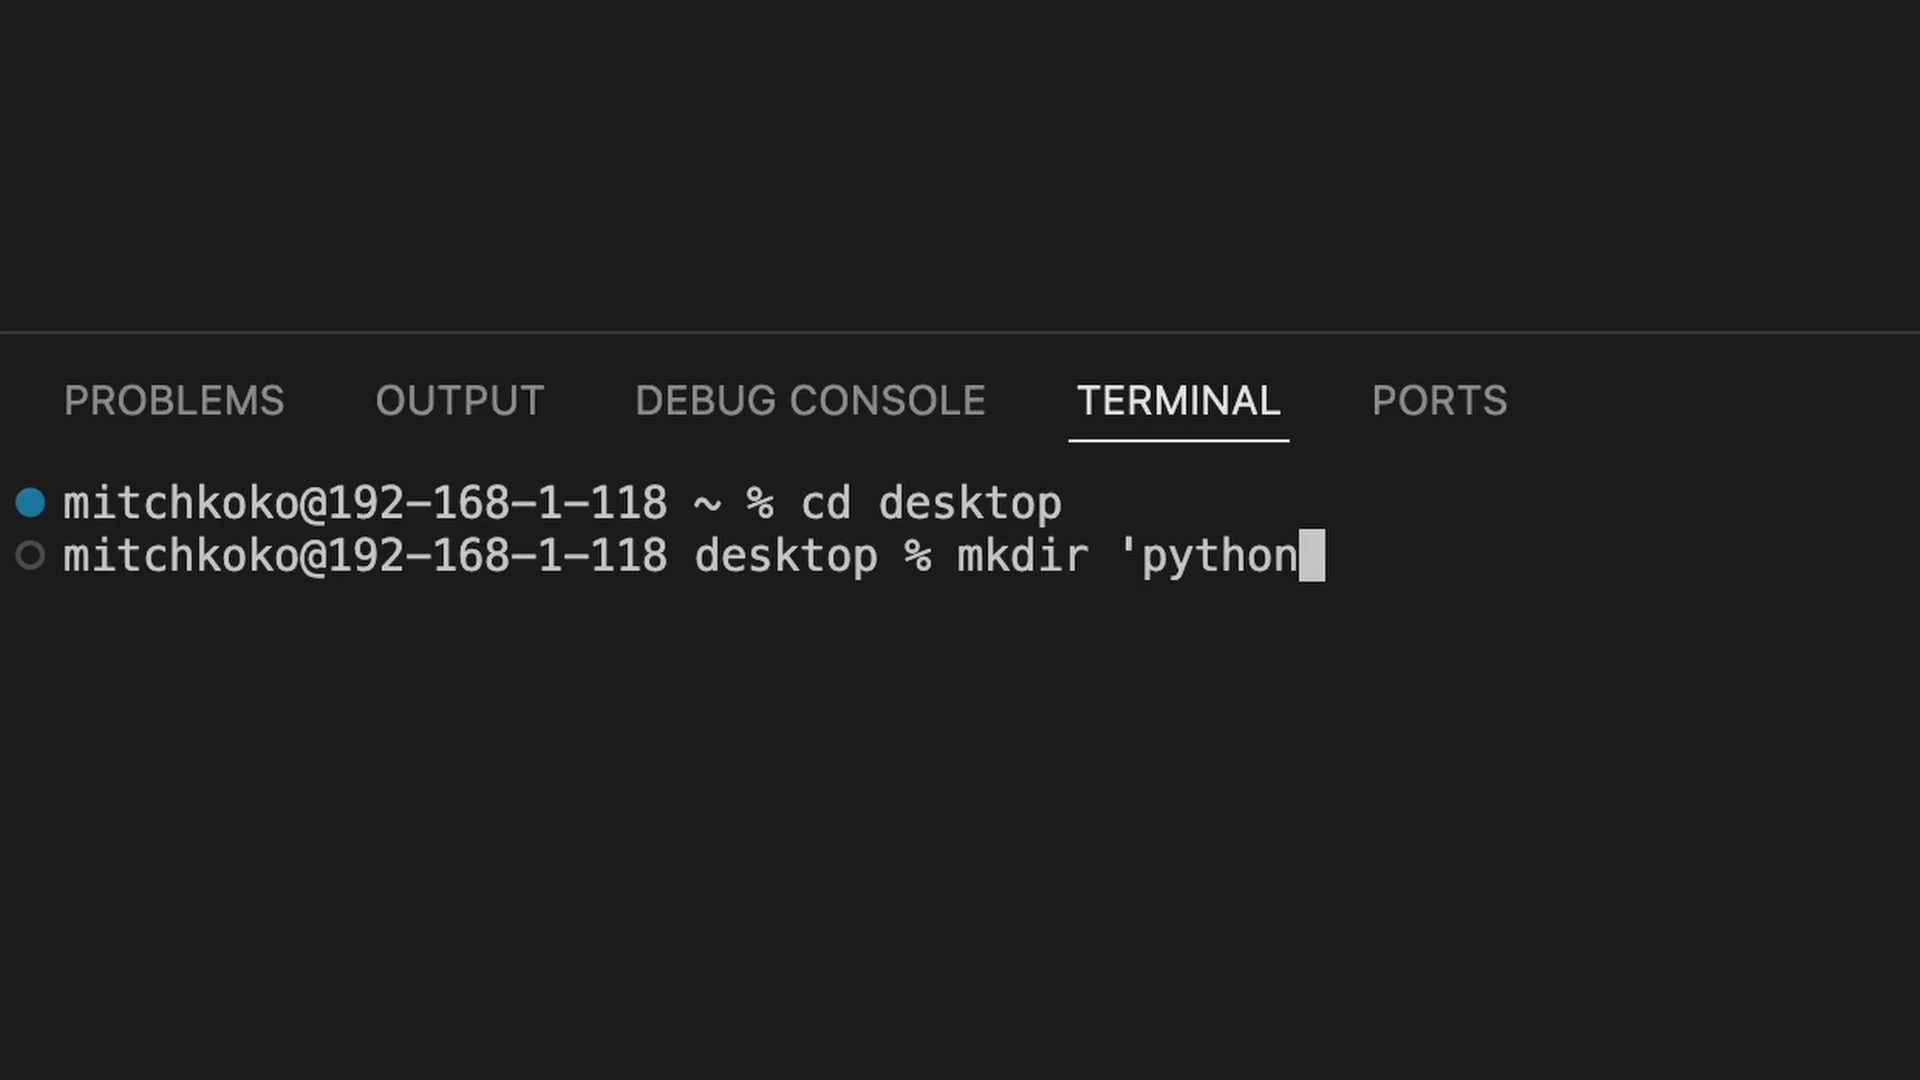 PROBLEMS OUTPUT DEBUG CONSOLE TERMINAL PORTS
mitchkoko@192-168-1-118 ~ % cd desktop
mitchkoko@192-168-1-118 desktop % mkdir 'python